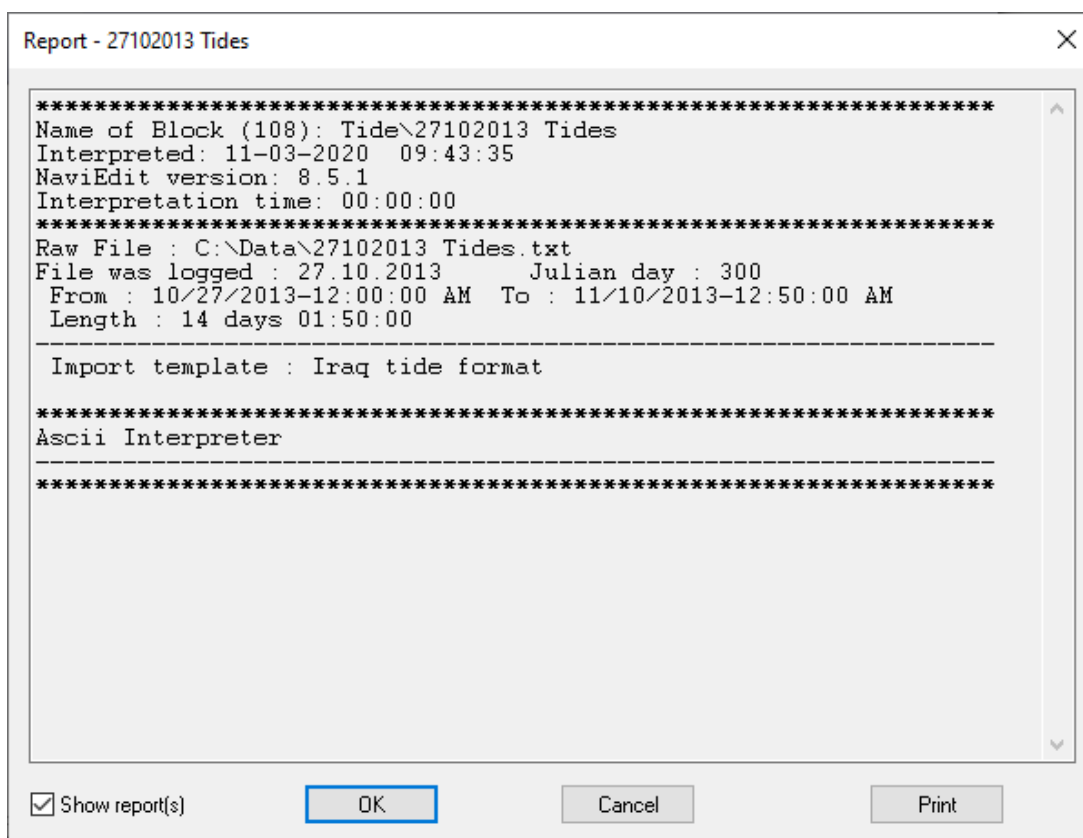 Report - 27102013 Tides
******************************************************************
Name of Block (108): Tide\27102013 Tides
Interpreted: 11-03-2020  09:43:35
NaviEdit version: 8.5.1
Interpretation time: 00:00:00
******************************************************************
Raw File : C:\Data\27102013 Tides.txt
File was logged : 27.10.2013      Julian day : 300
 From : 10/27/2013-12:00:00 AM  To : 11/10/2013-12:50:00 AM
 Length : 14 days 01:50:00
------------------------------------------------------------------
 Import template : Iraq tide format
******************************************************************
Ascii Interpreter
------------------------------------------------------------------
******************************************************************
Show report(s) OK Cancel Print